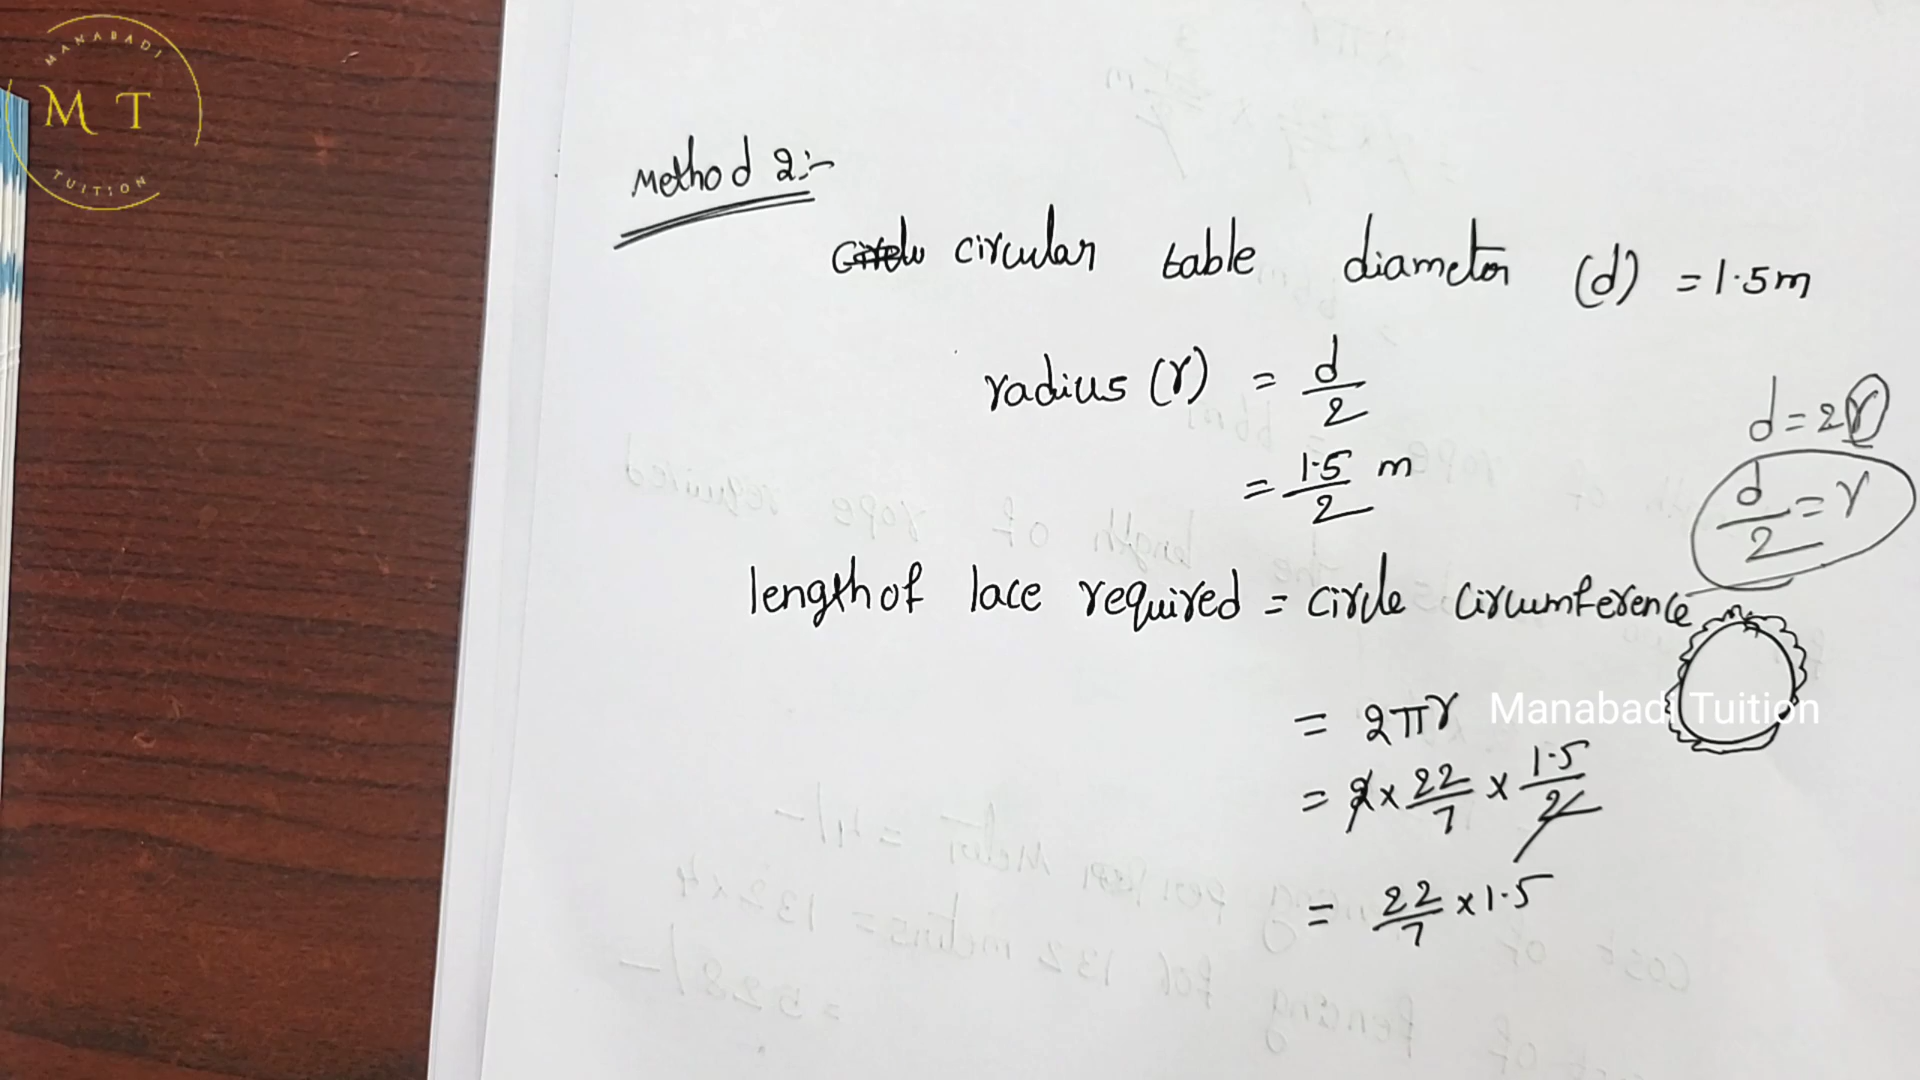 MANABADI
M T
TUITION
Method 2:-
circular table diameter (d) = 1.5m
radius (r) = d/2
= 1.5/2 m
d = 2r
d/2 = r
length of lace required = circle circumference
= 2πr
Manabadi Tuition
= 2 × 22/7 × 1.5/2
= 22/7 × 1.5